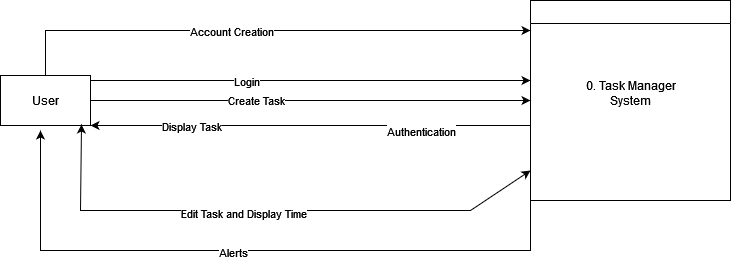 Account Creation
Login
User
Create Task
0. Task Manager
System
Display Task
Authentication
Edit Task and Display Time
Alerts